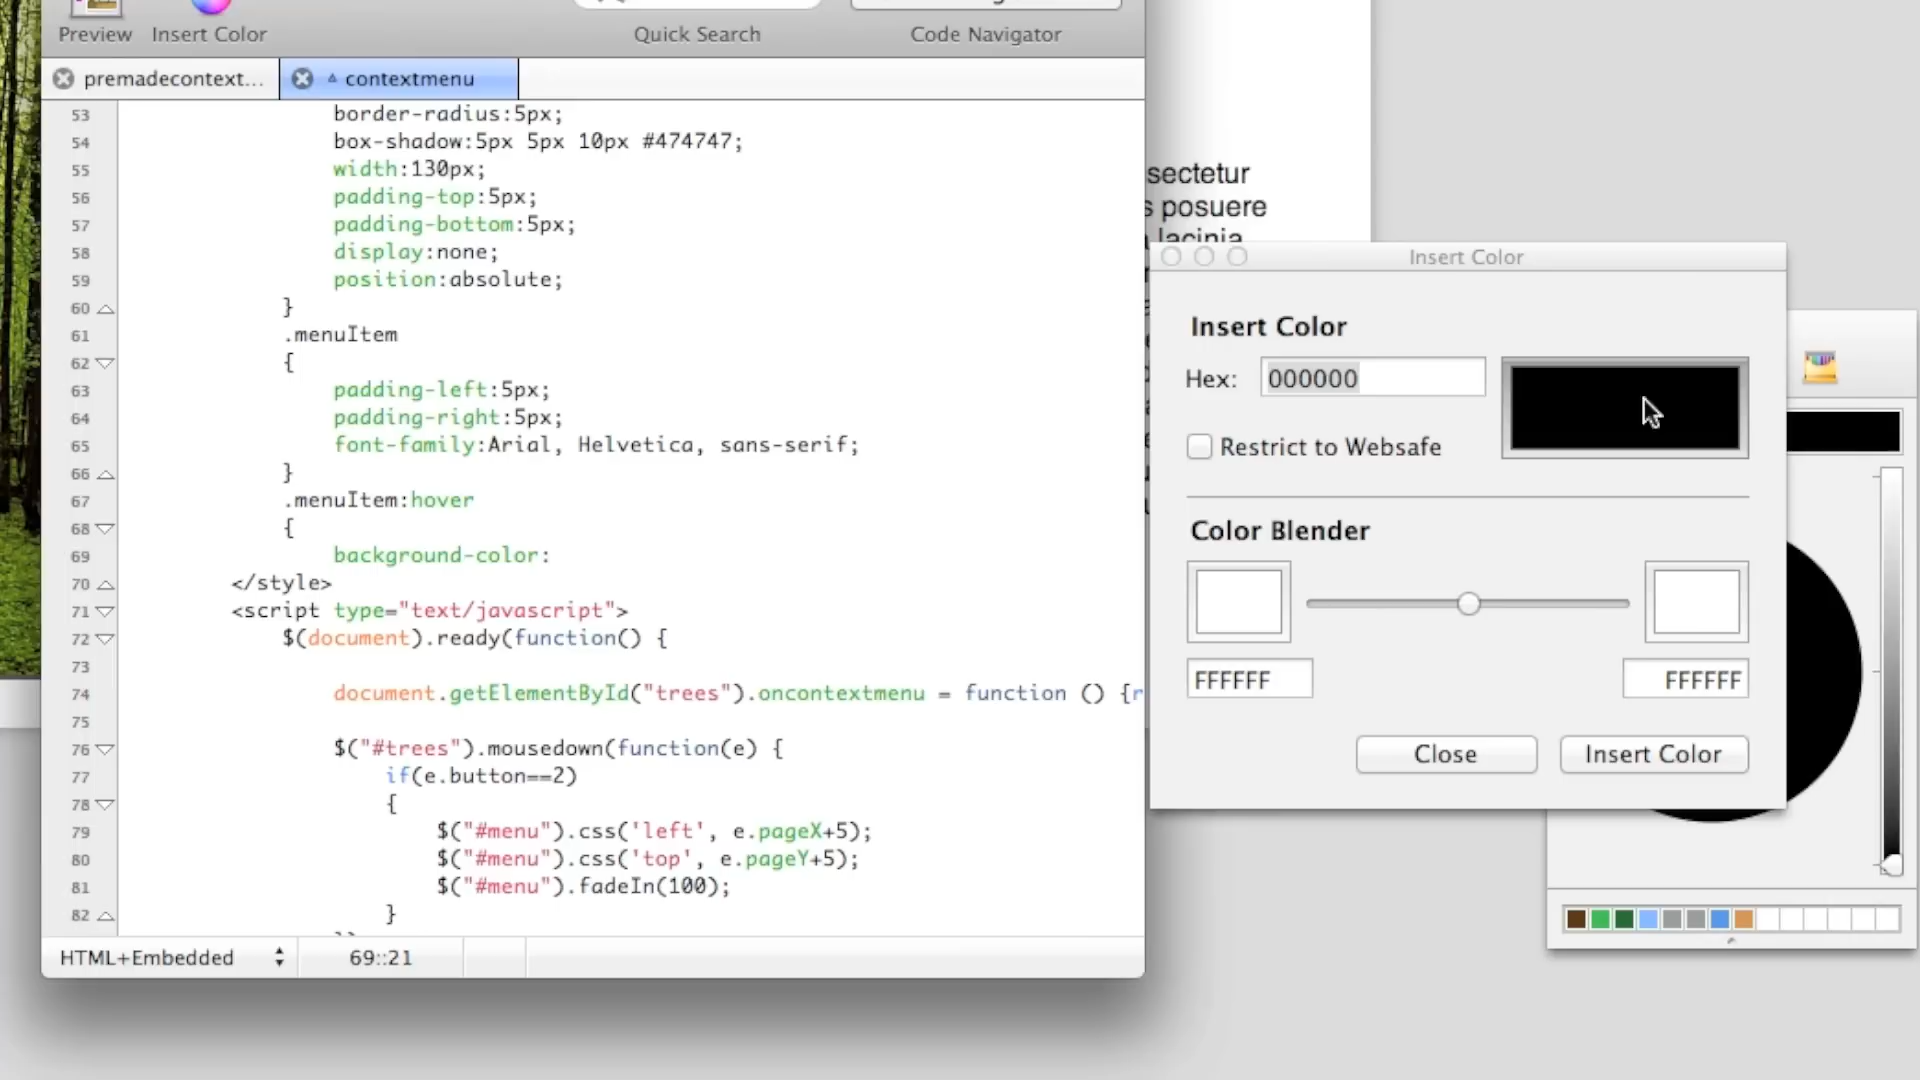 Preview Insert Color Quick Search Code Navigator
premadecontext... contextmenu
53 border-radius:5px;
54 box-shadow:5px 5px 10px #474747;
55 width:130px;
56 padding-top:5px;
57 padding-bottom:5px;
58 display:none;
59 position:absolute;
60 }
61 .menuItem
62 {
63 padding-left:5px;
64 padding-right:5px;
65 font-family:Arial, Helvetica, sans-serif;
66 }
67 .menuItem:hover
68 {
69 background-color:
70 </style>
71 <script type="text/javascript">
72 $(document).ready(function() {
73
74 document.getElementById("trees").oncontextmenu = function () {r
75
76 $("#trees").mousedown(function(e) {
77 if(e.button==2)
78 {
79 $("#menu").css('left', e.pageX+5);
80 $("#menu").css('top', e.pageY+5);
81 $("#menu").fadeIn(100);
82 }
HTML+Embedded 69::21
sectetur
s posuere
lacinia
Insert Color
Insert Color
Hex: 000000
Restrict to Websafe
Color Blender
FFFFFF FFFFFF
Close Insert Color